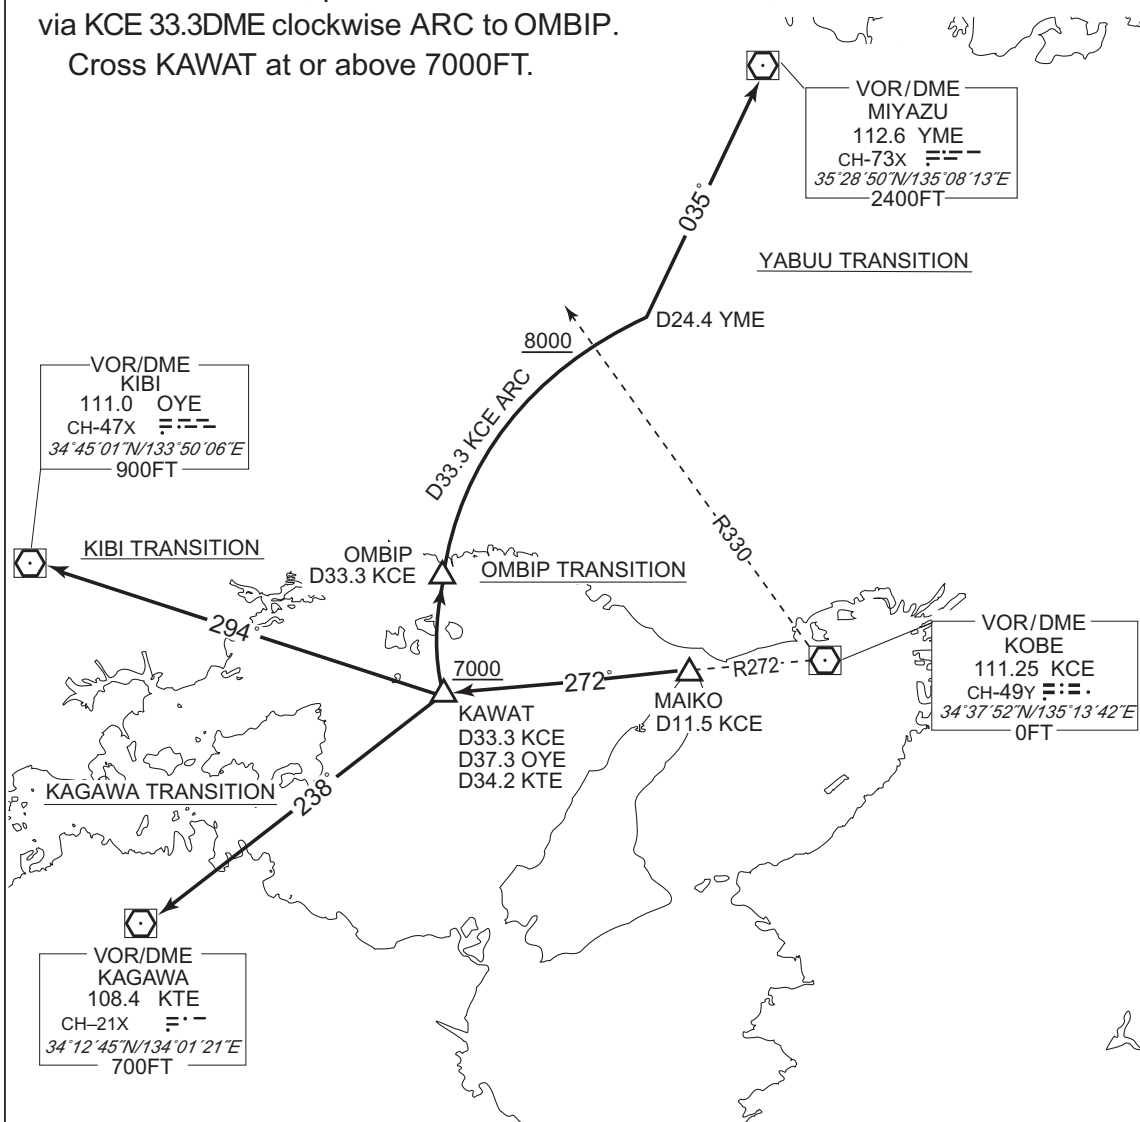 via KCE 33.3DME clockwise ARC to OMBIP.
Cross KAWAT at or above 7000FT.
VOR/DME
MIYAZU
112.6 YME
CH-73X
35°28´50˝N/135°08´13˝E
2400FT
035°
YABUU TRANSITION
D24.4 YME
8000
VOR/DME
KIBI
111.0 OYE
CH-47X
34°45´01˝N/133°50´06˝E
900FT
D33.3 KCE ARC
R330
KIBI TRANSITION
OMBIP
D33.3 KCE
OMBIP TRANSITION
294°
7000
272°
R272
VOR/DME
KOBE
111.25 KCE
CH-49Y
34°37´52˝N/135°13´42˝E
0FT
MAIKO
D11.5 KCE
KAWAT
D33.3 KCE
D37.3 OYE
D34.2 KTE
KAGAWA TRANSITION
238°
VOR/DME
KAGAWA
108.4 KTE
CH–21X
34°12´45˝N/134°01´21˝E
700FT